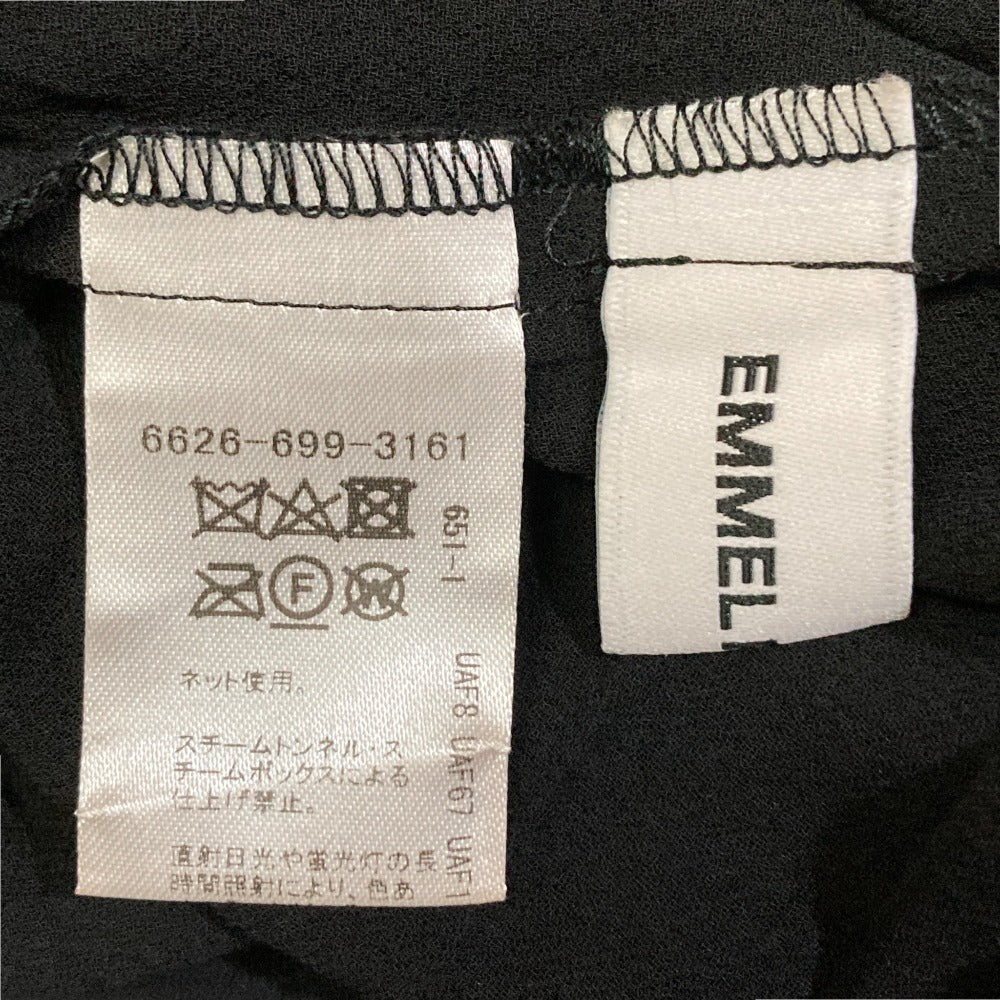 6626-699-3161
F
W
ネット使用。
スチームトンネル・ス
チームボックスによる
仕上げ禁止。
直射日光や蛍光灯の長
時間照射により、色あ
651-1
UAF8 UAF67 UAF1
EMMEL